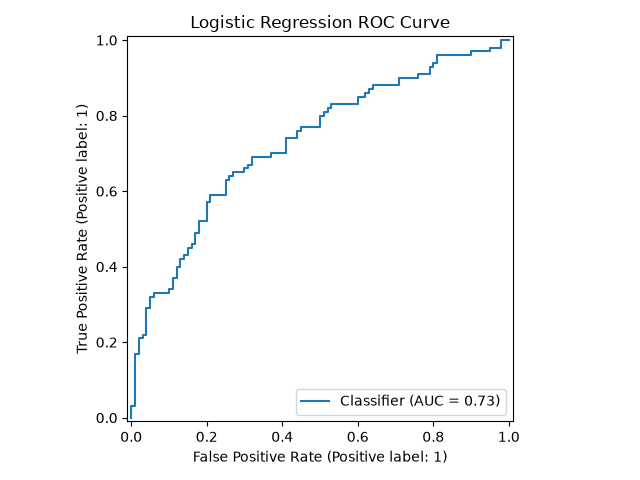 Logistic Regression ROC Curve
1.0
0.8
0.6
0.4
0.2
0.0
True Positive Rate (Positive label: 1)
Classifier (AUC = 0.73)
0.0 0.2 0.4 0.6 0.8 1.0
False Positive Rate (Positive label: 1)